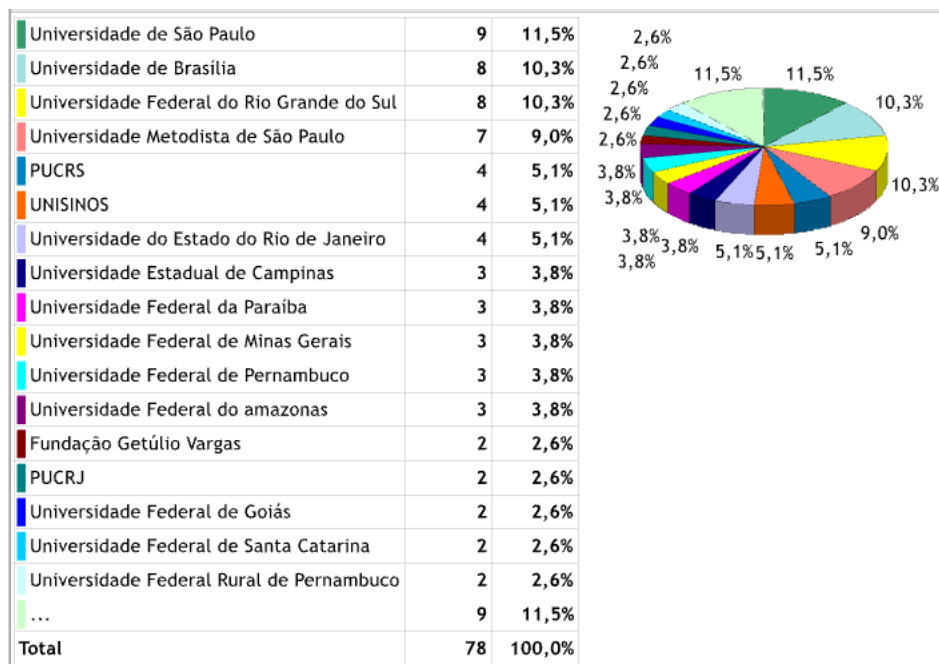 Universidade de São Paulo 9 11,5%
Universidade de Brasília 8 10,3%
Universidade Federal do Rio Grande do Sul 8 10,3%
Universidade Metodista de São Paulo 7 9,0%
PUCRS 4 5,1%
UNISINOS 4 5,1%
Universidade do Estado do Rio de Janeiro 4 5,1%
Universidade Estadual de Campinas 3 3,8%
Universidade Federal da Paraíba 3 3,8%
Universidade Federal de Minas Gerais 3 3,8%
Universidade Federal de Pernambuco 3 3,8%
Universidade Federal do amazonas 3 3,8%
Fundação Getúlio Vargas 2 2,6%
PUCRJ 2 2,6%
Universidade Federal de Goiás 2 2,6%
Universidade Federal de Santa Catarina 2 2,6%
Universidade Federal Rural de Pernambuco 2 2,6%
... 9 11,5%
Total 78 100,0%
2,6%
2,6%
11,5% 11,5%
2,6%
10,3%
2,6%
2,6%
3,8%
10,3%
3,8%
9,0%
3,8% 3,8% 5,1% 5,1% 5,1%
3,8%